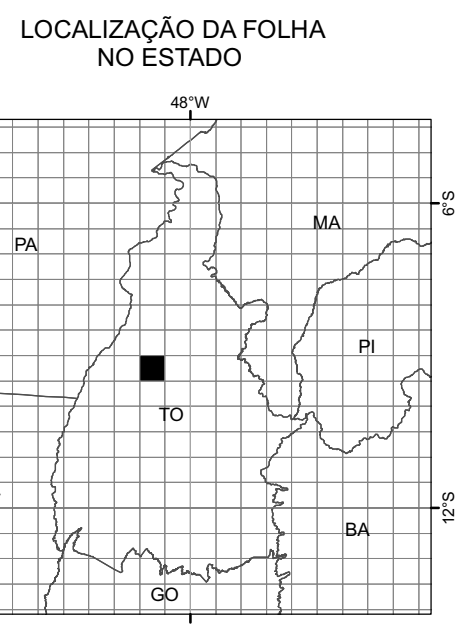 LOCALIZAÇÃO DA FOLHA
NO ESTADO
48°W
6°S
MA
PA
PI
TO
12°S
BA
GO